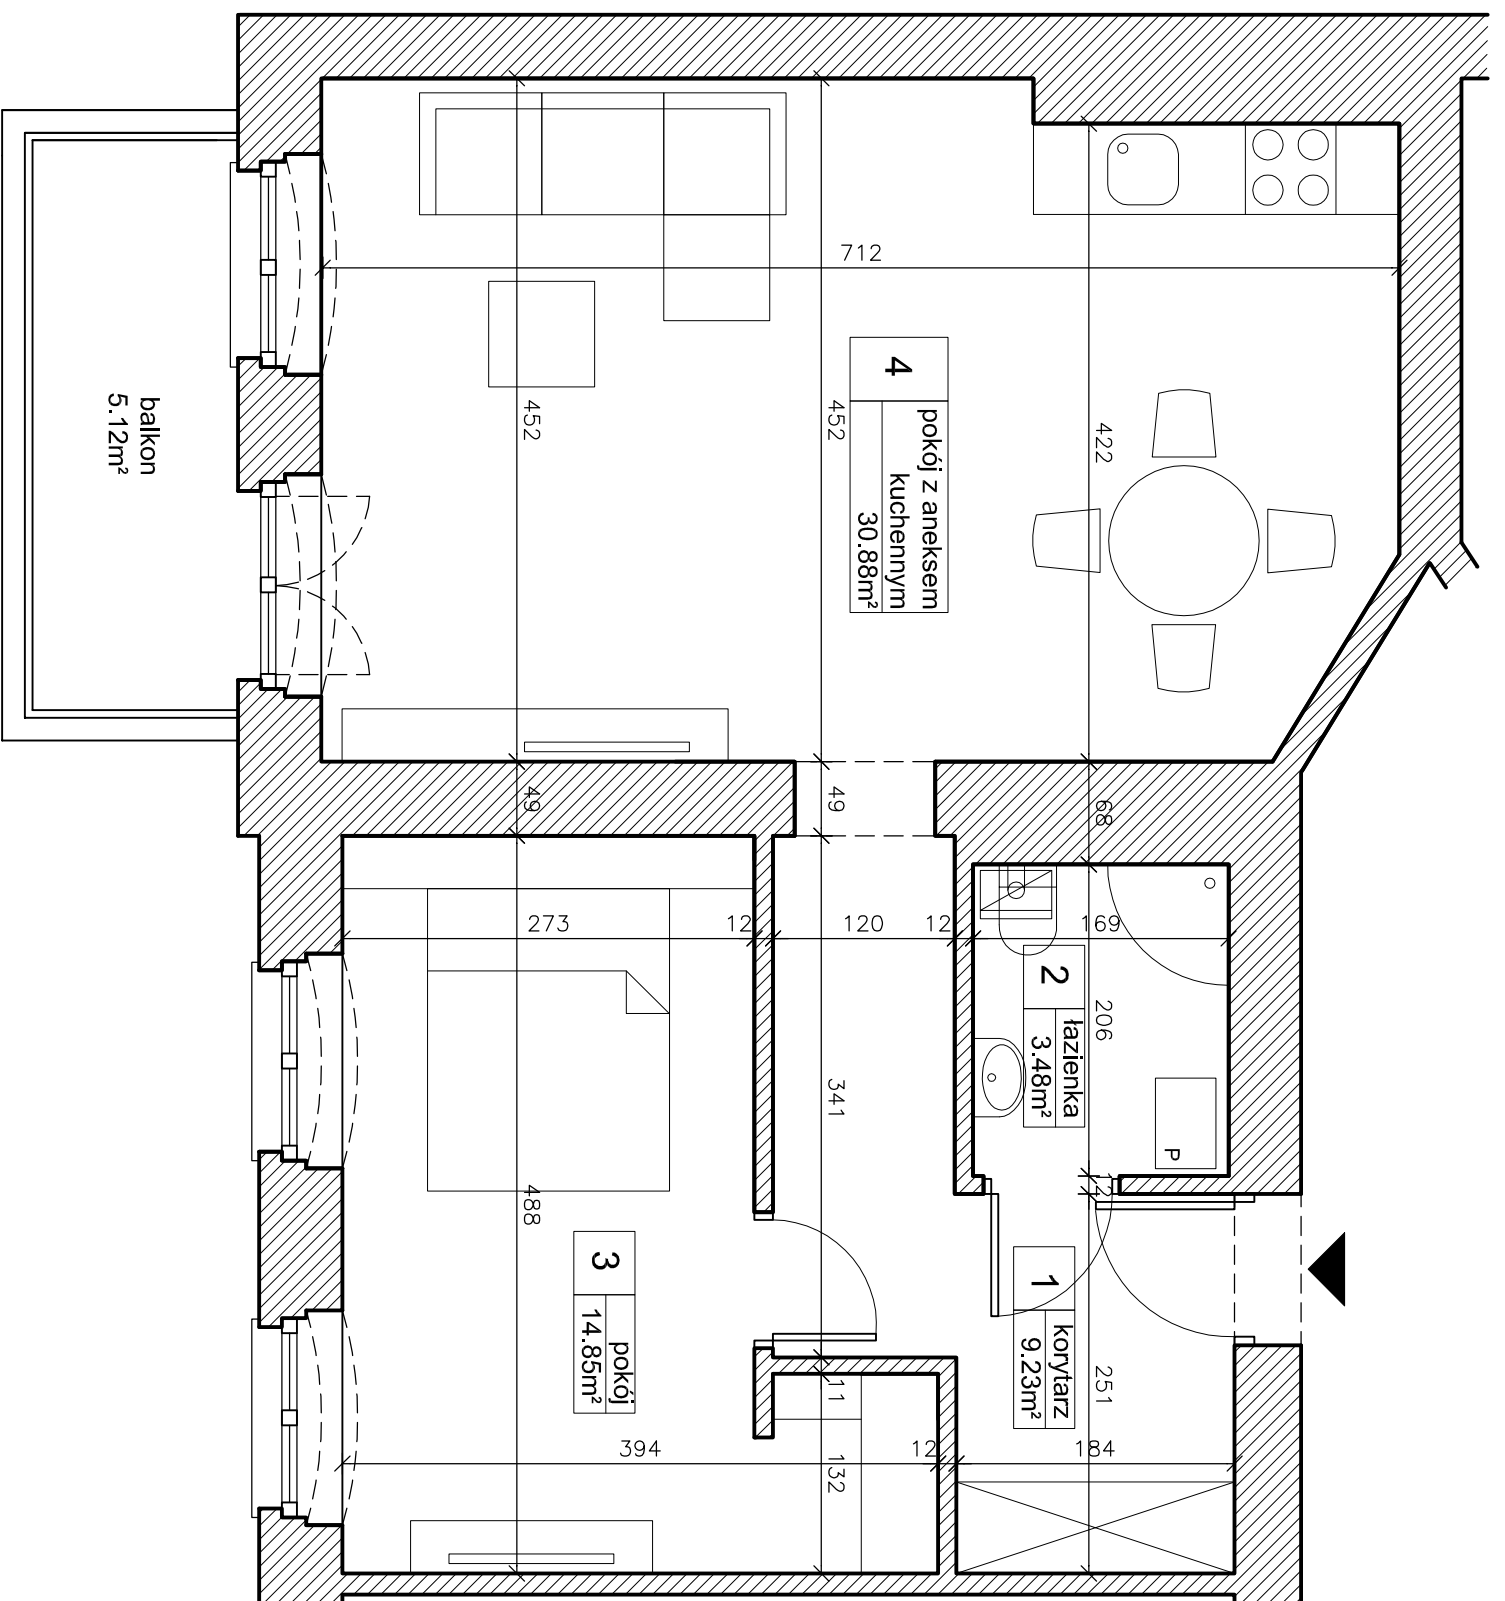 712
4
pokój z aneksem
kuchennym
30.88m²
452
452
422
balkon
5.12m²
49
49
68
273
12
120
12
169
2
łazienka
3.48m²
206
341
P
488
12
3
pokój
14.85m²
1
korytarz
9.23m²
251
11
394
12
184
132